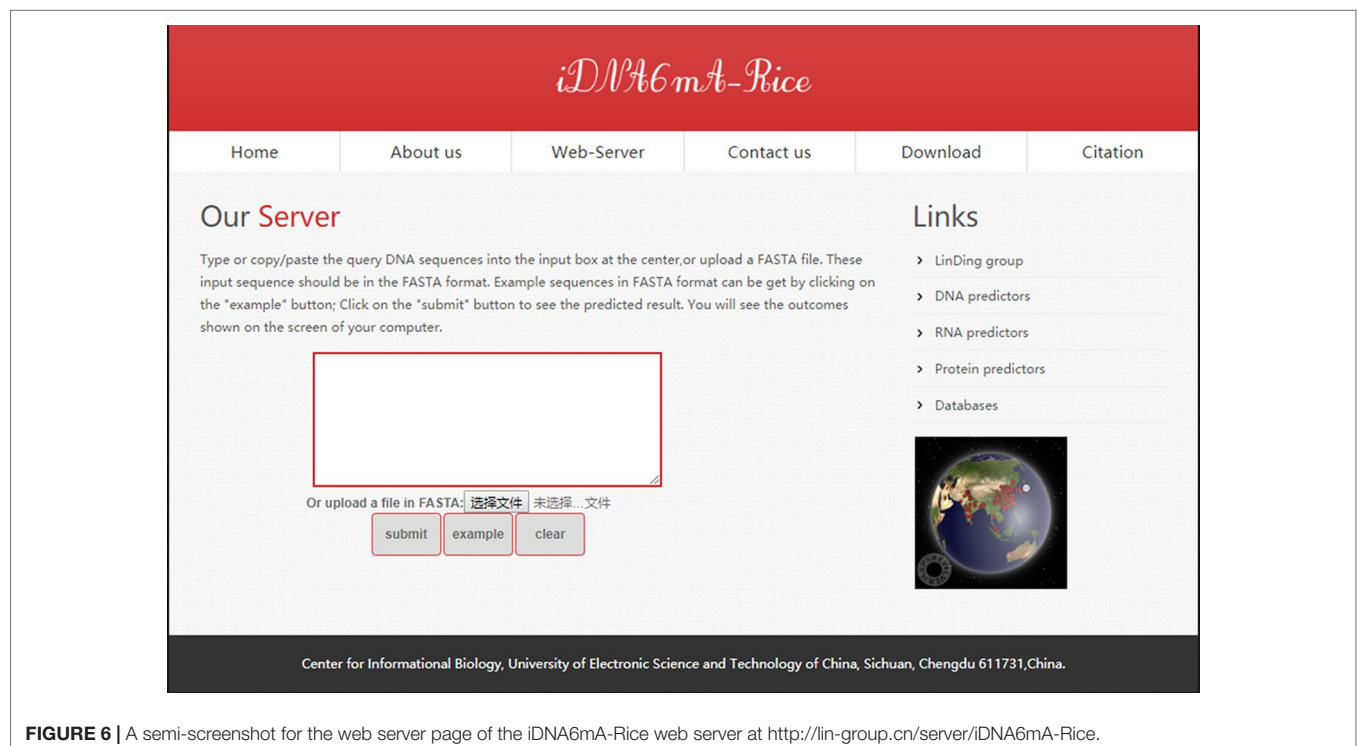 iDNA6mA-Rice
Home About us Web-Server Contact us Download Citation
Our Server
Type or copy/paste the query DNA sequences into the input box at the center,or upload a FASTA file. These
input sequence should be in the FASTA format. Example sequences in FASTA format can be get by clicking on
the "example" button; Click on the "submit" button to see the predicted result. You will see the outcomes
shown on the screen of your computer.
Or upload a file in FASTA: 选择文件 未选择...文件
submit example clear
Links
LinDing group
DNA predictors
RNA predictors
Protein predictors
Databases
Center for Informational Biology, University of Electronic Science and Technology of China, Sichuan, Chengdu 611731,China.
FIGURE 6 | A semi-screenshot for the web server page of the iDNA6mA-Rice web server at http://lin-group.cn/server/iDNA6mA-Rice.